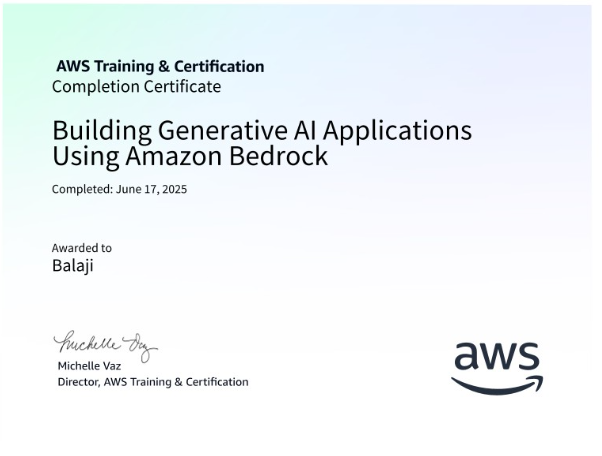 AWS Training & Certification
Completion Certificate
Building Generative AI Applications
Using Amazon Bedrock
Completed: June 17, 2025
Awarded to
Balaji
Michelle Vaz
Michelle Vaz
Director, AWS Training & Certification
aws